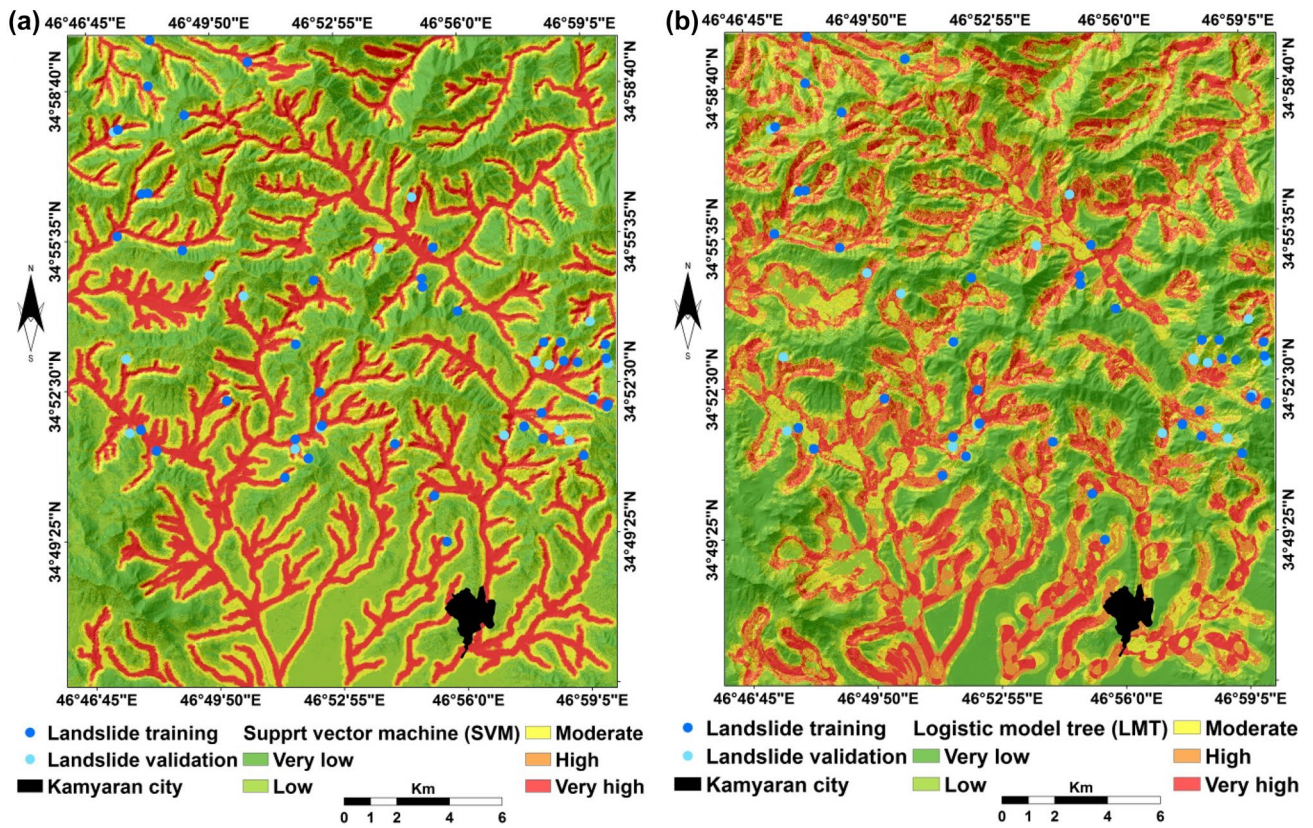 (a)
46°46'45"E 46°49'50"E 46°52'55"E 46°56'0"E 46°59'5"E
34°58'40"N
34°55'35"N
34°52'30"N
34°49'25"N
34°58'40"N
34°55'35"N
34°52'30"N
34°49'25"N
N
S
46°46'45"E 46°49'50"E 46°52'55"E 46°56'0"E 46°59'5"E
Landslide training Supprt vector machine (SVM) Moderate
Landslide validation Very low High
Kamyaran city Low Very high
Km
0 1 2 4 6
(b)
46°46'45"E 46°49'50"E 46°52'55"E 46°56'0"E 46°59'5"E
34°58'40"N
34°55'35"N
34°52'30"N
34°49'25"N
34°58'40"N
34°55'35"N
34°52'30"N
34°49'25"N
N
S
46°46'45"E 46°49'50"E 46°52'55"E 46°56'0"E 46°59'5"E
Landslide training Logistic model tree (LMT) Moderate
Landslide validation Very low High
Kamyaran city Low Very high
Km
0 1 2 4 6